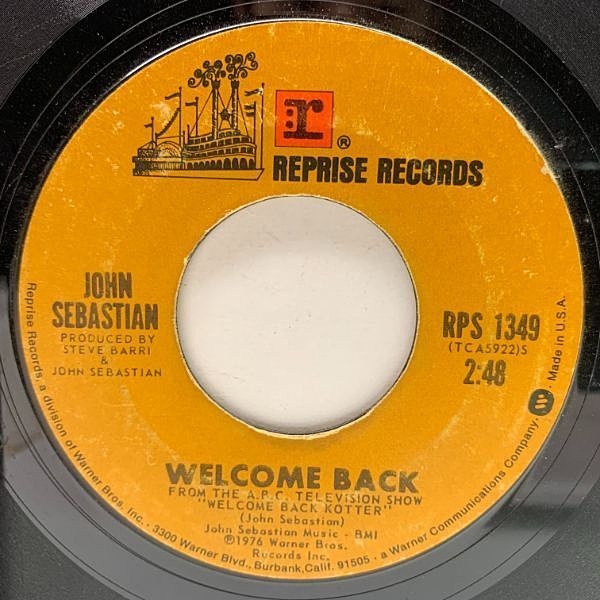 r
®
REPRISE RECORDS
JOHN
SEBASTIAN
PRODUCED BY
STEVE BARRI
&
JOHN SEBASTIAN
RPS 1349
(TCA5922)S
2:48
WELCOME BACK
FROM THE A.B.C. TELEVISION SHOW
"WELCOME BACK KOTTER"
(John Sebastian)
John Sebastian Music - BMI
℗1976 Warner Bros.
Records Inc.
Reprise Records, a division of Warner Bros. Inc. · 3300 Warner Blvd., Burbank, Calif. 91505 · a Warner Communications Company · Made in U.S.A.